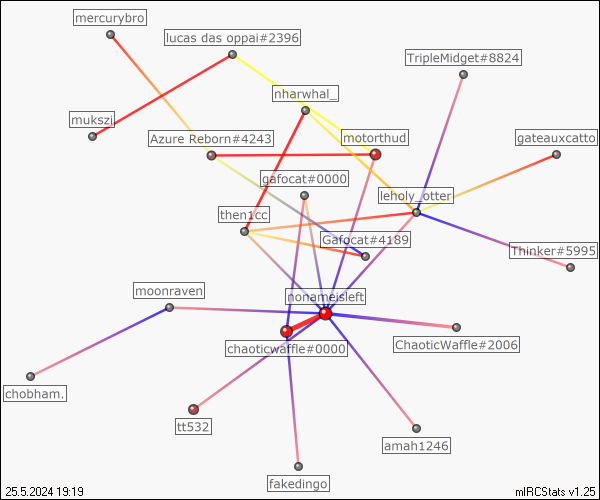 mercurybro
lucas das oppai#2396
TripleMidget#8824
nharwhal_
mukszi
Azure Reborn#4243
motorthud
gateauxcatto
gafocat#0000
leholy_otter
then1cc
Gafocat#4189
Thinker#5995
moonraven
nonameisleft
chaoticwaffle#0000
ChaoticWaffle#2006
chobham.
tt532
amah1246
fakedingo
25.5.2024 19:19
mIRCStats v1.25